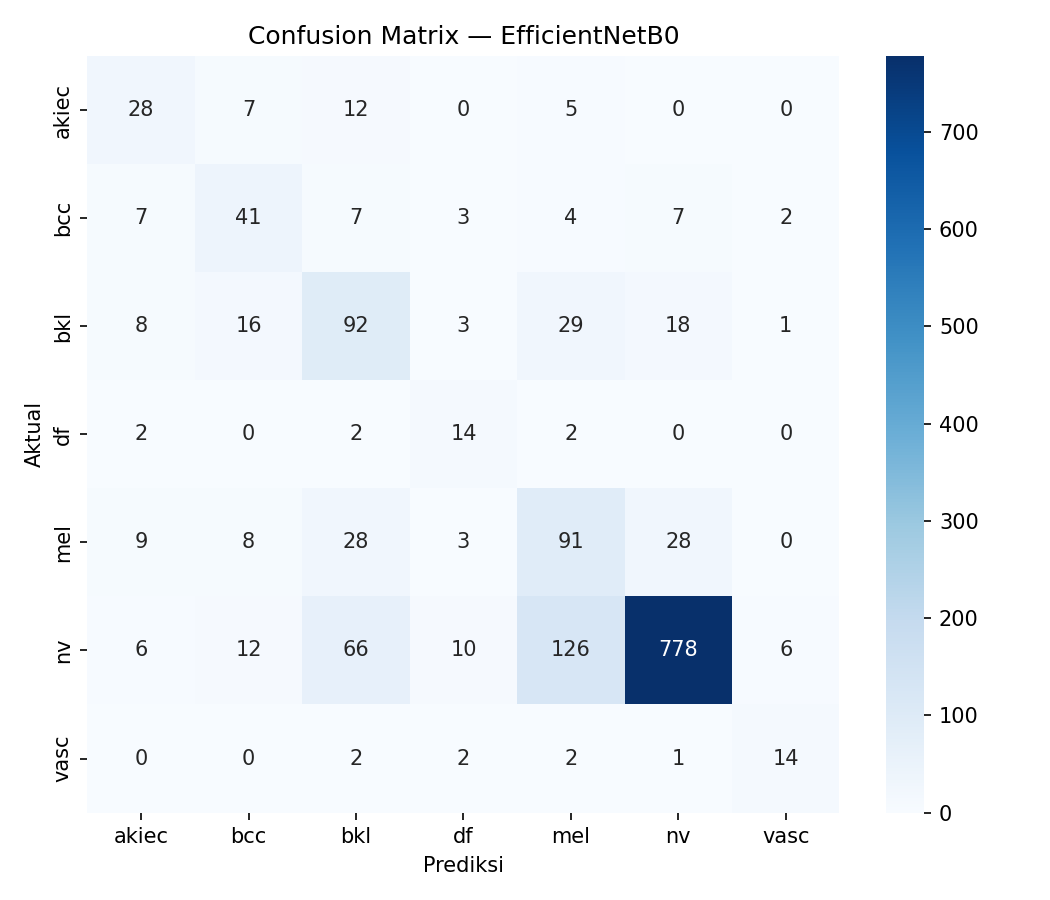 Confusion Matrix — EfficientNetB0
akiec 28 7 12 0 5 0 0
bcc 7 41 7 3 4 7 2
bkl 8 16 92 3 29 18 1
df 2 0 2 14 2 0 0
mel 9 8 28 3 91 28 0
nv 6 12 66 10 126 778 6
vasc 0 0 2 2 2 1 14
akiec bcc bkl df mel nv vasc
Aktual
Prediksi
700
600
500
400
300
200
100
0